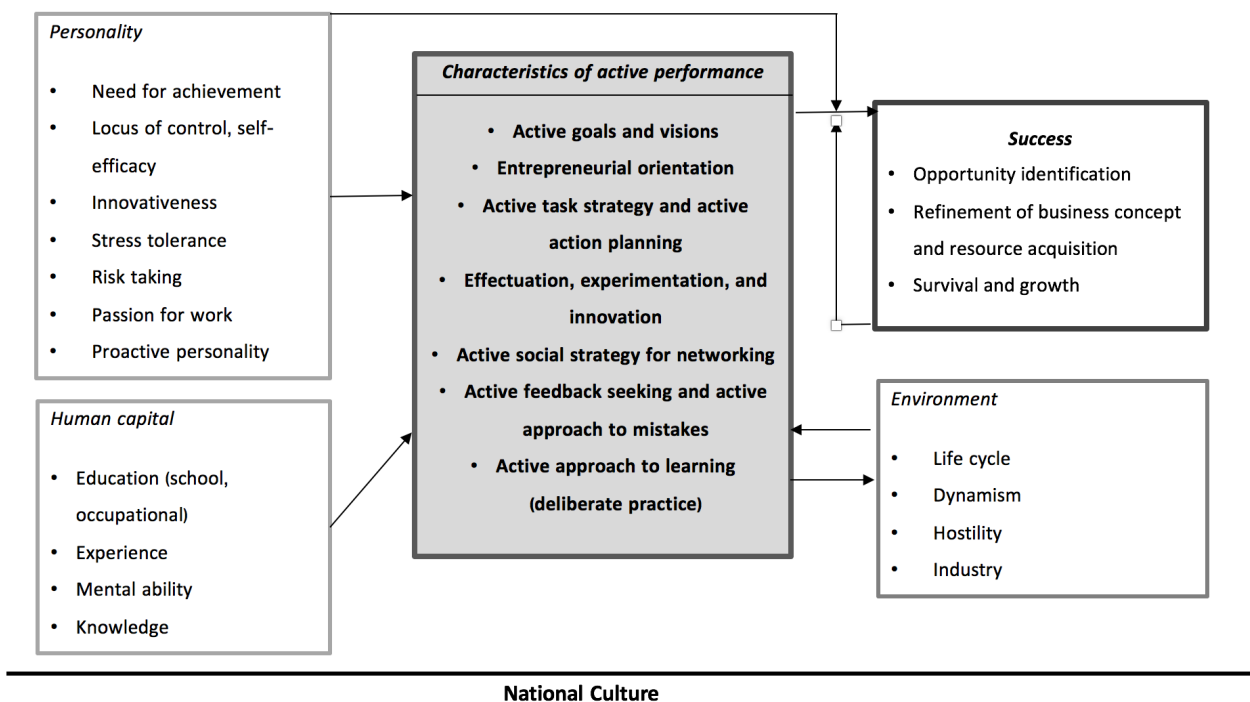 Personality
• Need for achievement
• Locus of control, self-
efficacy
• Innovativeness
• Stress tolerance
• Risk taking
• Passion for work
• Proactive personality
Human capital
• Education (school,
occupational)
• Experience
• Mental ability
• Knowledge
Characteristics of active performance
• Active goals and visions
• Entrepreneurial orientation
• Active task strategy and active
action planning
• Effectuation, experimentation, and
innovation
• Active social strategy for networking
• Active feedback seeking and active
approach to mistakes
• Active approach to learning
(deliberate practice)
Success
• Opportunity identification
• Refinement of business concept
and resource acquisition
• Survival and growth
Environment
• Life cycle
• Dynamism
• Hostility
• Industry
National Culture